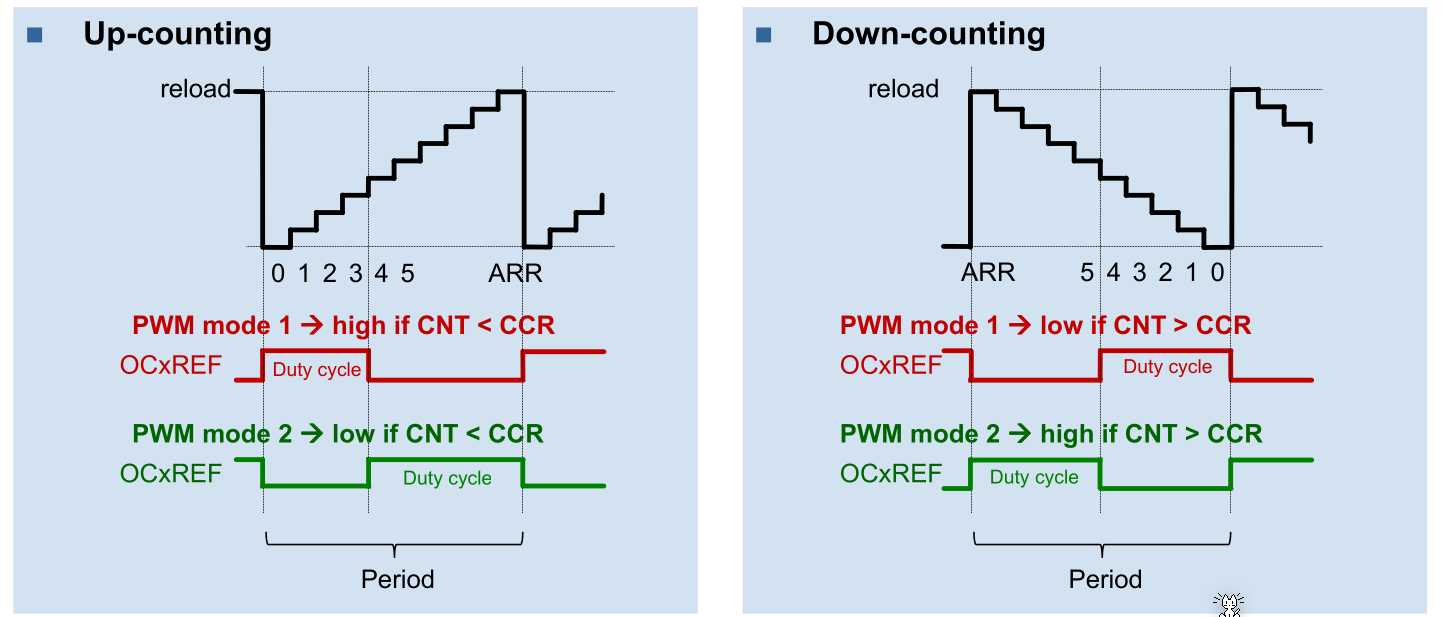 Up-counting
reload
0 1 2 3 4 5 ARR
PWM mode 1 → high if CNT < CCR
OCxREF Duty cycle
PWM mode 2 → low if CNT < CCR
OCxREF Duty cycle
Period
Down-counting
reload
ARR 5 4 3 2 1 0
PWM mode 1 → low if CNT > CCR
OCxREF Duty cycle
PWM mode 2 → high if CNT > CCR
OCxREF Duty cycle
Period